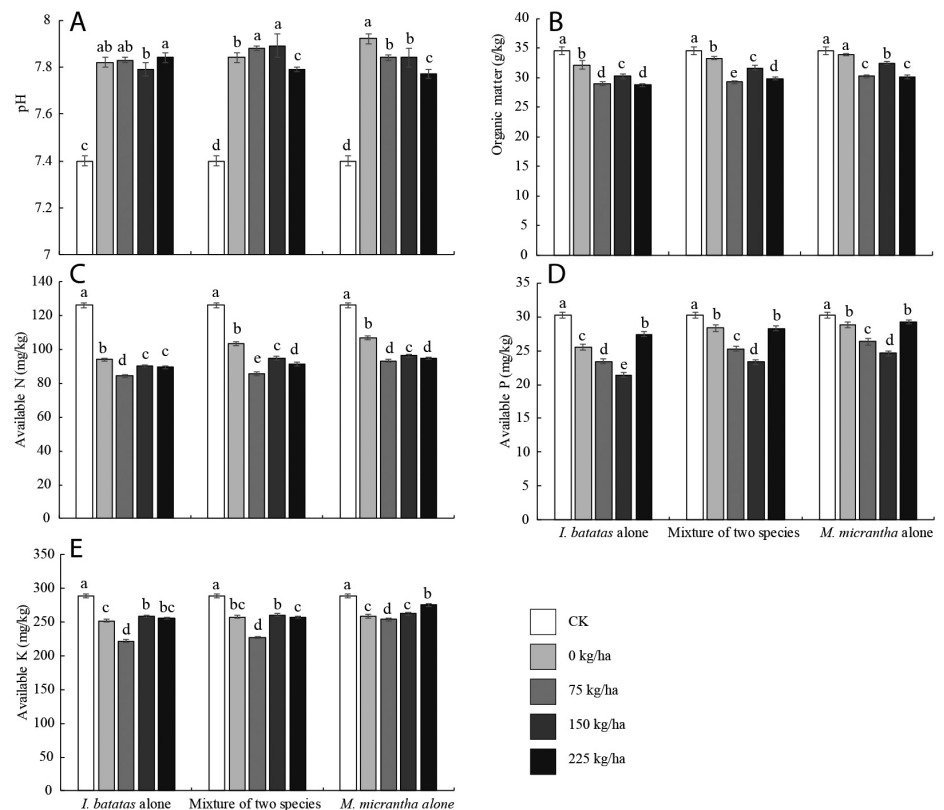 A
pH
8
7.8
7.6
7.4
7.2
7
c ab ab b a
d b a a c
d a b b c
B
Organic matter (g/kg)
40
35
30
25
20
15
10
5
0
a b d c d
a b e c d
a a c b c
C
Available N (mg/kg)
140
120
100
80
60
40
20
0
a b d c c
a b e c d
a b d c d
D
Available P (mg/kg)
35
30
25
20
15
10
5
0
a c d e b
a b c d b
a b c d b
I. batatas alone Mixture of two species M. micrantha alone
E
Available K (mg/kg)
350
300
250
200
150
100
50
0
a c d b bc
a bc d b c
a c d c b
I. batatas alone Mixture of two species M. micrantha alone
CK
0 kg/ha
75 kg/ha
150 kg/ha
225 kg/ha